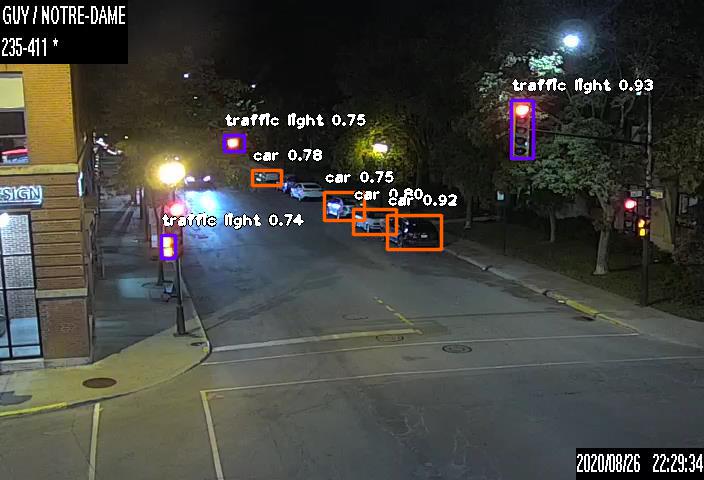 GUY / NOTRE-DAME
235-411 *
traffic light 0.93
traffic light 0.75
car 0.78
car 0.75
car 0.80
car 0.92
traffic light 0.74
SIGN
2020/08/26 22:29:34